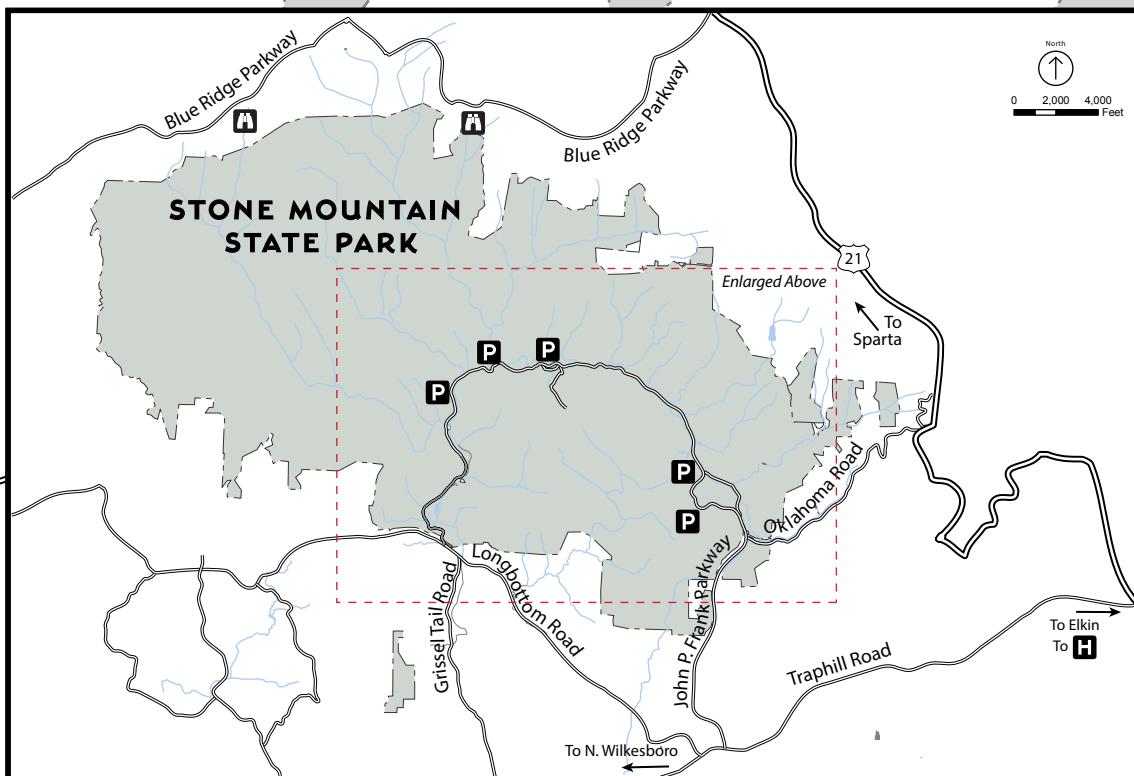 Blue Ridge Parkway
Blue Ridge Parkway
North
0 2,000 4,000
Feet
STONE MOUNTAIN
STATE PARK
21
Enlarged Above
To
Sparta
P
P
P
P
P
Oklahoma Road
Longbottom Road
Grissel Tail Road
John P. Frank Parkway
Traphill Road
To Elkin
To H
To N. Wilkesboro